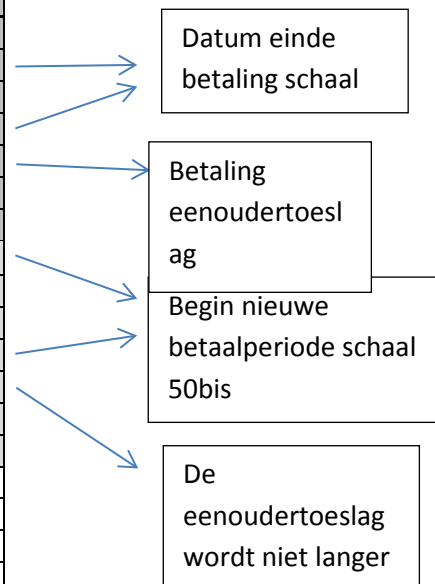 Datum einde
betaling schaal
Betaling
eenoudertoesl
ag
Begin nieuwe
betaalperiode schaal
50bis
De
eenoudertoeslag
wordt niet langer